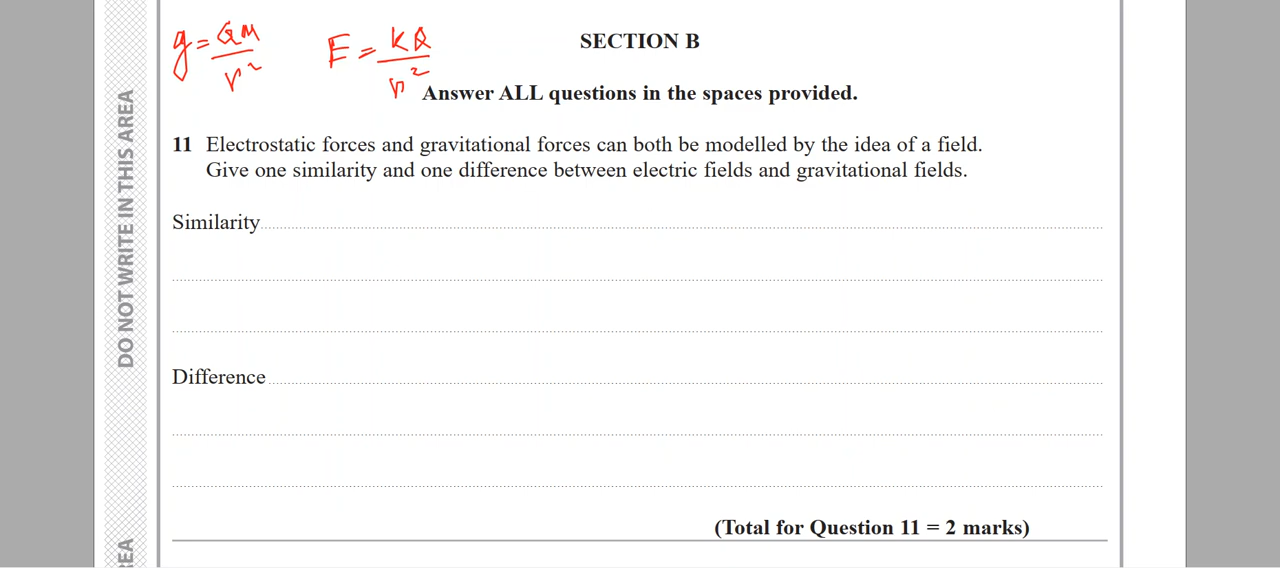 g = GM / r²
E = KQ / r²
SECTION B
Answer ALL questions in the spaces provided.
11 Electrostatic forces and gravitational forces can both be modelled by the idea of a field.
Give one similarity and one difference between electric fields and gravitational fields.
Similarity
Difference
(Total for Question 11 = 2 marks)
DO NOT WRITE IN THIS AREA
REA